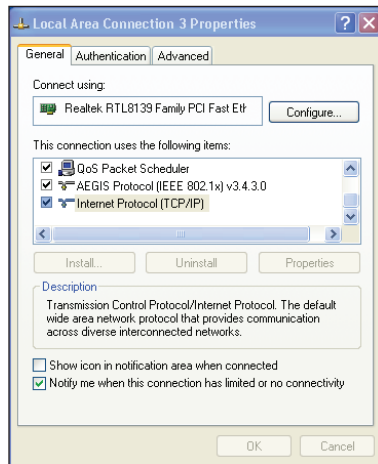 Local Area Connection 3 Properties
General Authentication Advanced
Connect using:
Realtek RTL8139 Family PCI Fast Eth
Configure...
This connection uses the following items:
QoS Packet Scheduler
AEGIS Protocol (IEEE 802.1x) v3.4.3.0
Internet Protocol (TCP/IP)
Install... Uninstall Properties
Description
Transmission Control Protocol/Internet Protocol. The default
wide area network protocol that provides communication
across diverse interconnected networks.
Show icon in notification area when connected
Notify me when this connection has limited or no connectivity
OK Cancel